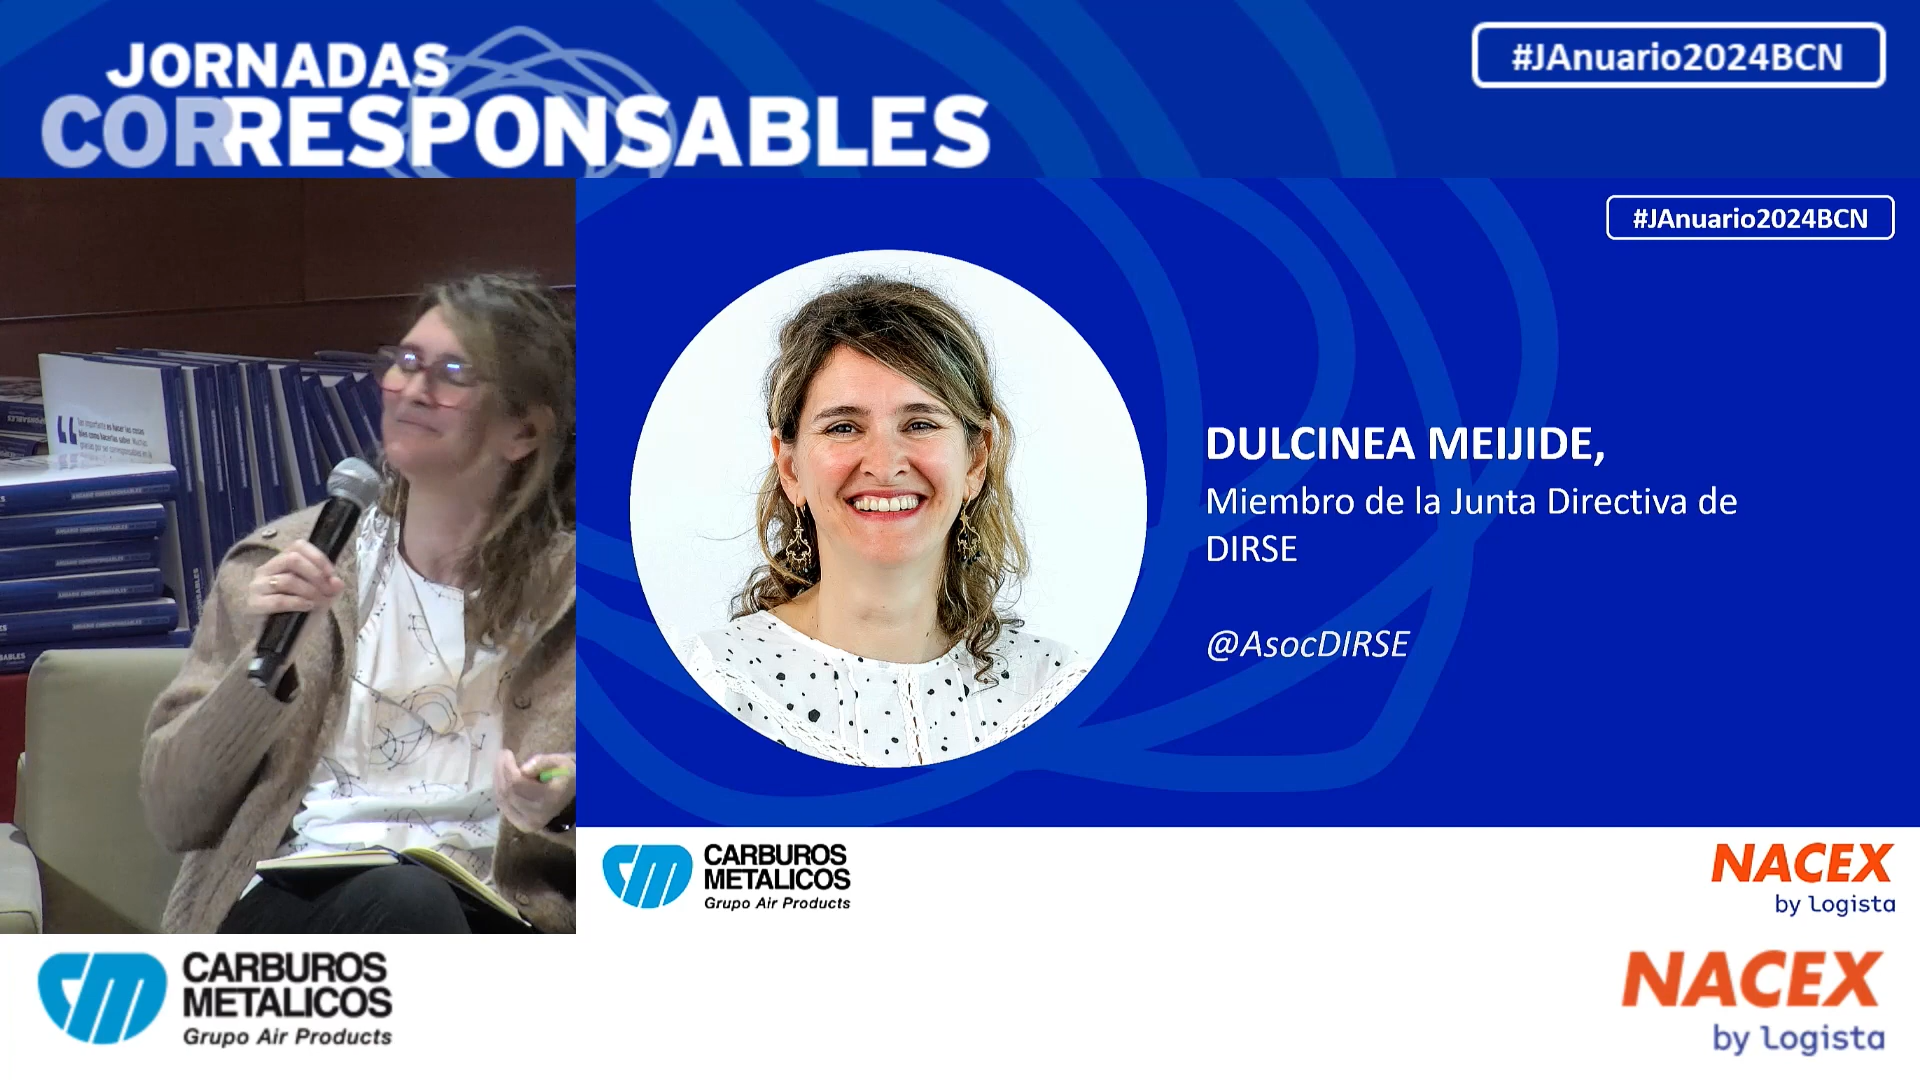 JORNADAS
CORRESPONSABLES
#JAnuario2024BCN
#JAnuario2024BCN
DULCINEA MEIJIDE,
Miembro de la Junta Directiva de
DIRSE
@AsocDIRSE
CARBUROS
METALICOS
Grupo Air Products
NACEX
by Logista
CARBUROS
METALICOS
Grupo Air Products
NACEX
by Logista